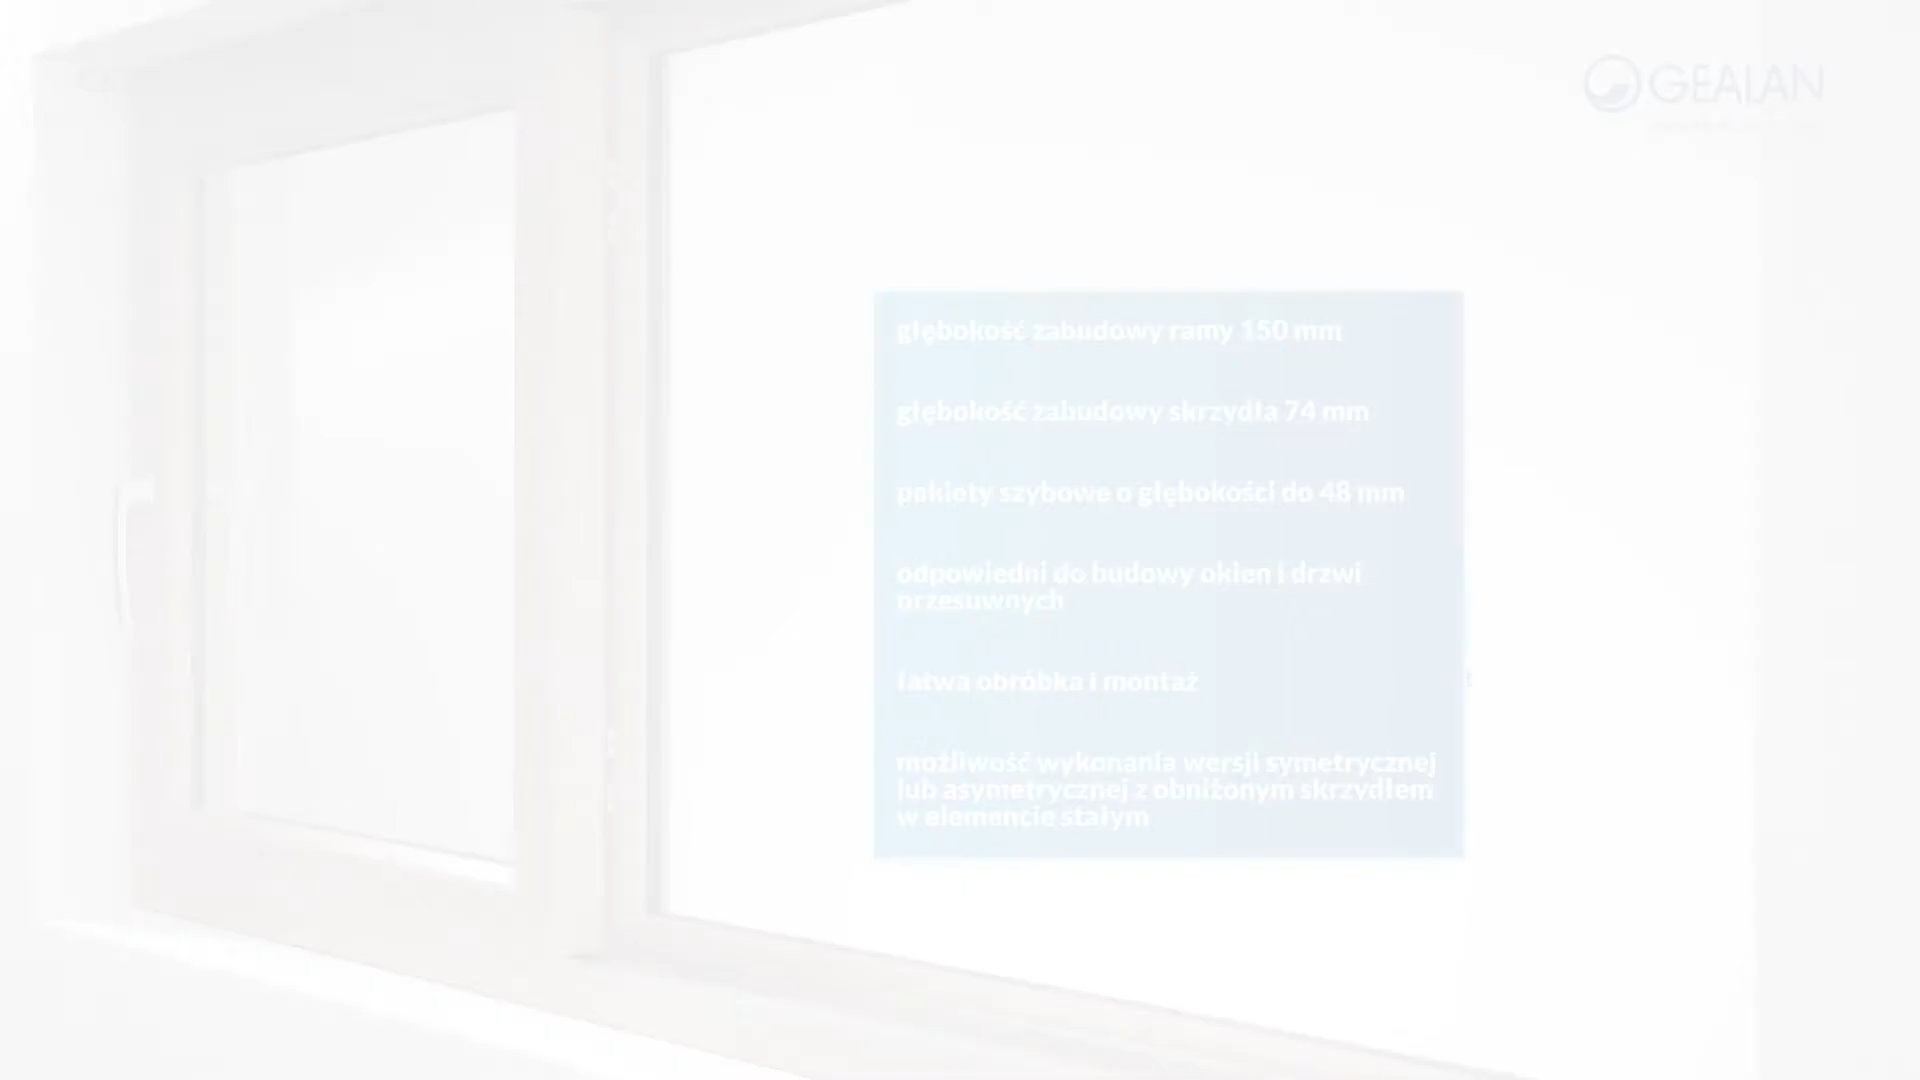 GEALAN
głębokość zabudowy ramy 150 mm
głębokość zabudowy skrzydła 74 mm
pakiety szybowe o głębokości do 48 mm
odpowiedni do budowy okien i drzwi
przesuwnych
łatwa obróbka i montaż
możliwość wykonania wersji symetrycznej
lub asymetrycznej z obniżonym skrzydłem
w elemencie stałym